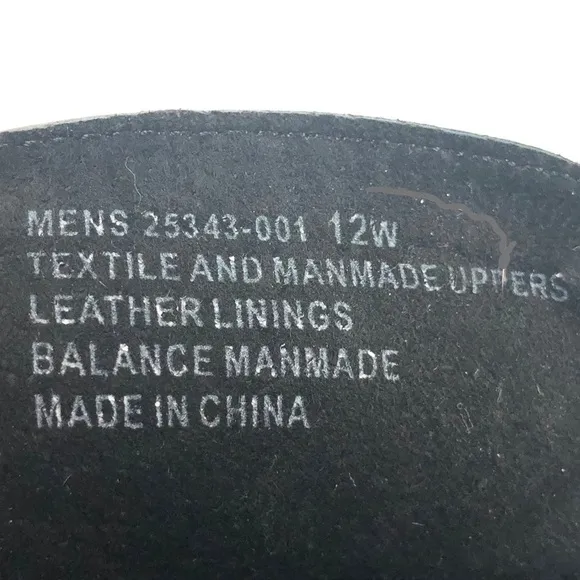 MENS 25343-001 12W
TEXTILE AND MANMADE UPPERS
LEATHER LININGS
BALANCE MANMADE
MADE IN CHINA